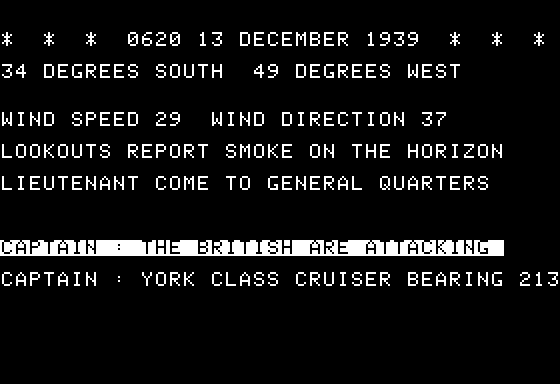 *  *  *  0620 13 DECEMBER 1939  *  *  *
34 DEGREES SOUTH  49 DEGREES WEST
WIND SPEED 29  WIND DIRECTION 37
LOOKOUTS REPORT SMOKE ON THE HORIZON
LIEUTENANT COME TO GENERAL QUARTERS
CAPTAIN : THE BRITISH ARE ATTACKING
CAPTAIN : YORK CLASS CRUISER BEARING 213